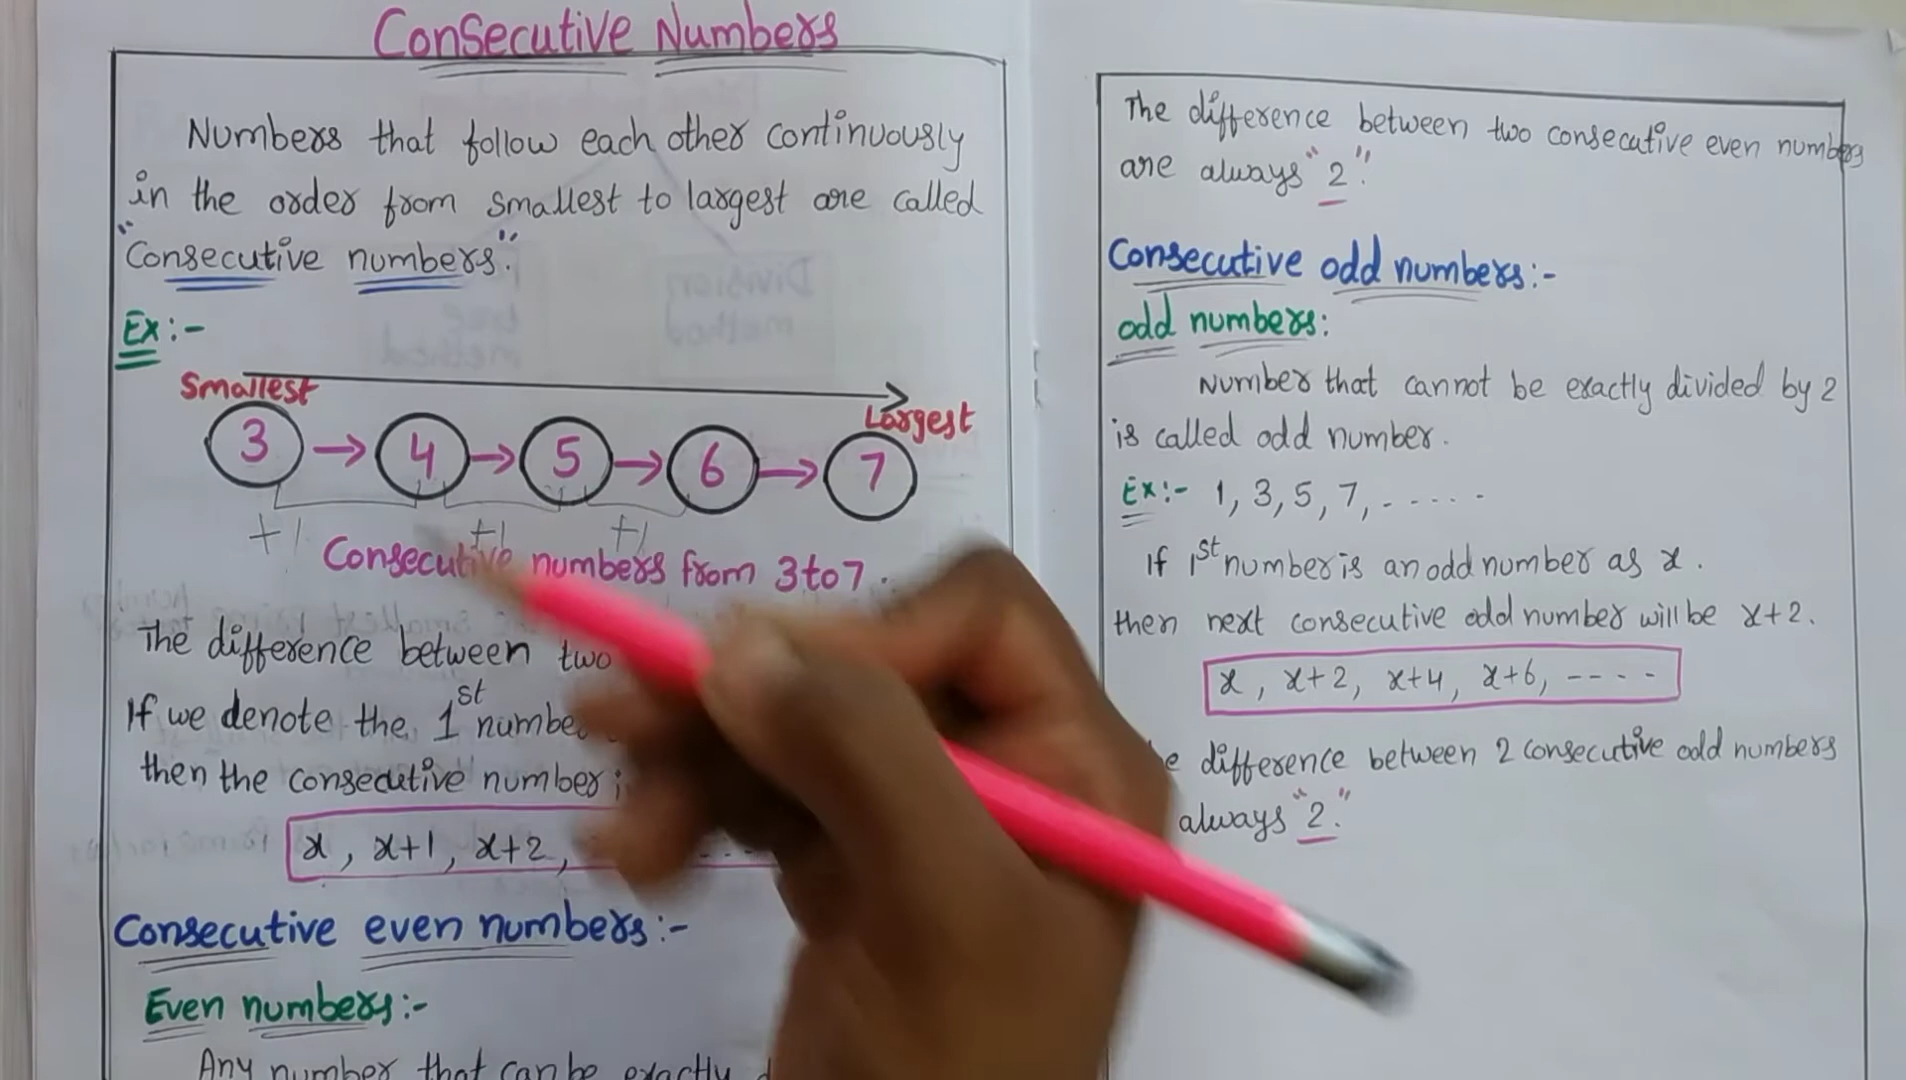 Consecutive Numbers
Numbers that follow each other continuously
in the order from smallest to largest are called
"Consecutive numbers".
Ex:-
Smallest
Largest
3 → 4 → 5 → 6 → 7
+1 +1 +1
Consecutive numbers from 3 to 7.
The difference between two
If we denote the 1st
then the consecutive number
x, x+1, x+2,
Consecutive even numbers:-
Even numbers:-
Any number that can be exactly
The difference between two consecutive even numbers
are always "2".
Consecutive odd numbers:-
odd numbers:
Number that cannot be exactly divided by 2
is called odd number.
Ex:- 1, 3, 5, 7, - - - - -
If 1st number is an odd number as x.
then next consecutive odd number will be x+2.
x, x+2, x+4, x+6, - - - -
difference between 2 consecutive odd numbers
always "2."